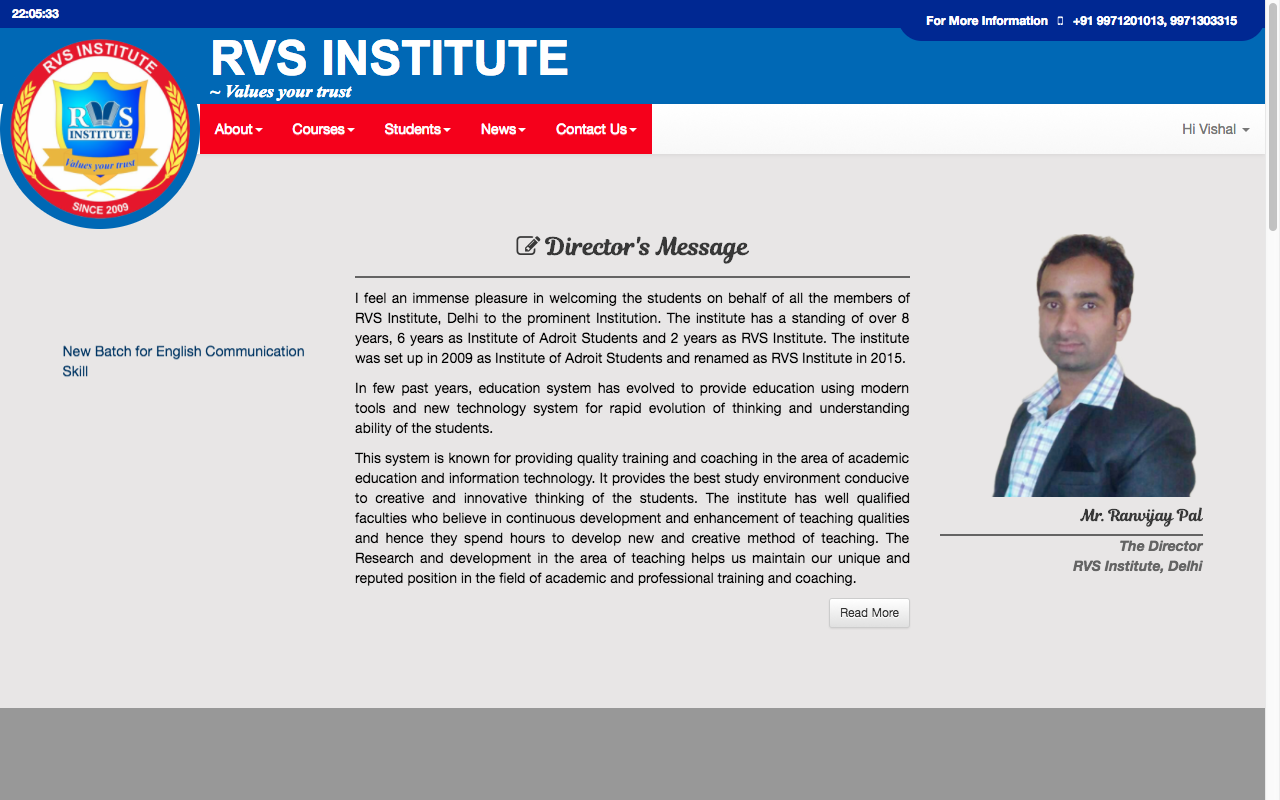 22:05:33
For More Information +91 9971201013, 9971303315
RVS INSTITUTE
~ Values your trust
RVS INSTITUTE
RVS
INSTITUTE
Values your trust
SINCE 2009
About
Courses
Students
News
Contact Us
Hi Vishal
New Batch for English Communication
Skill
Director's Message
I feel an immense pleasure in welcoming the students on behalf of all the members of
RVS Institute, Delhi to the prominent Institution. The institute has a standing of over 8
years, 6 years as Institute of Adroit Students and 2 years as RVS Institute. The institute
was set up in 2009 as Institute of Adroit Students and renamed as RVS Institute in 2015.
In few past years, education system has evolved to provide education using modern
tools and new technology system for rapid evolution of thinking and understanding
ability of the students.
This system is known for providing quality training and coaching in the area of academic
education and information technology. It provides the best study environment conducive
to creative and innovative thinking of the students. The institute has well qualified
faculties who believe in continuous development and enhancement of teaching qualities
and hence they spend hours to develop new and creative method of teaching. The
Research and development in the area of teaching helps us maintain our unique and
reputed position in the field of academic and professional training and coaching.
Read More
Mr. Ranvijay Pal
The Director
RVS Institute, Delhi